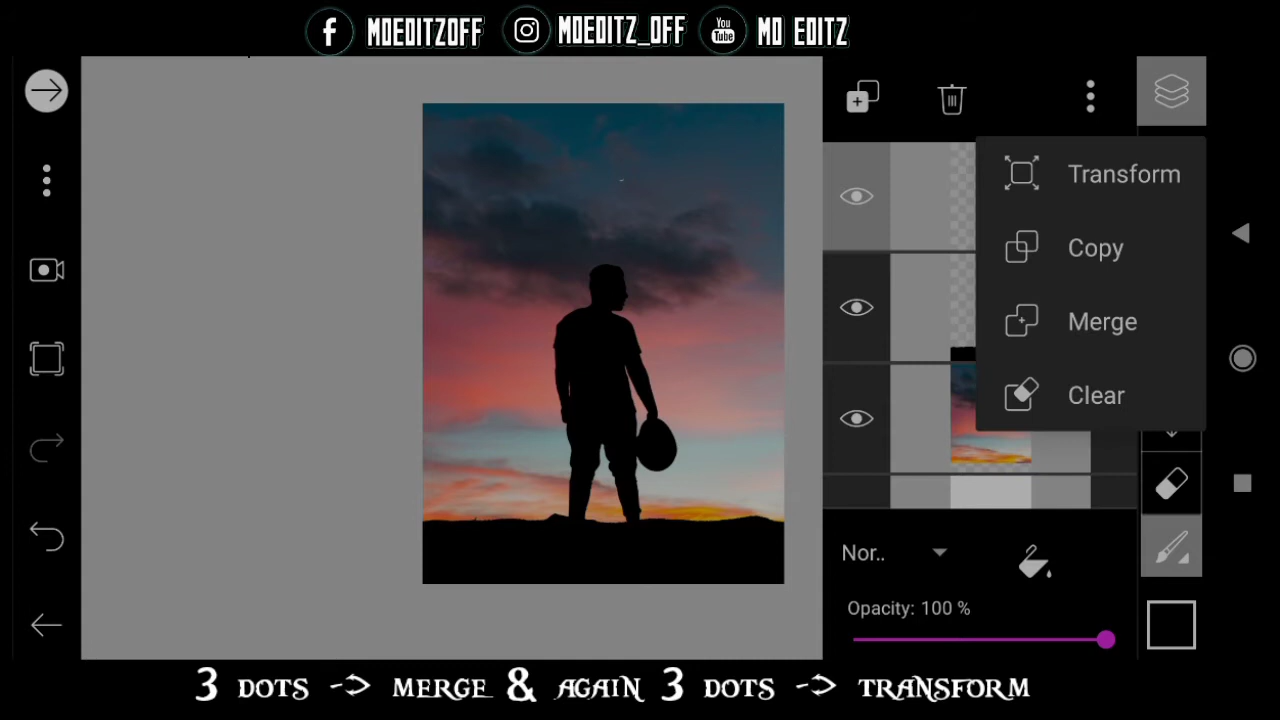 MOEDITZOFF MOEDITZ_OFF You Tube MO EDITZ
Transform
Copy
Merge
Clear
Nor..
Opacity: 100 %
3 DOTS -> MERGE & AGAIN 3 DOTS -> TRANSFORM